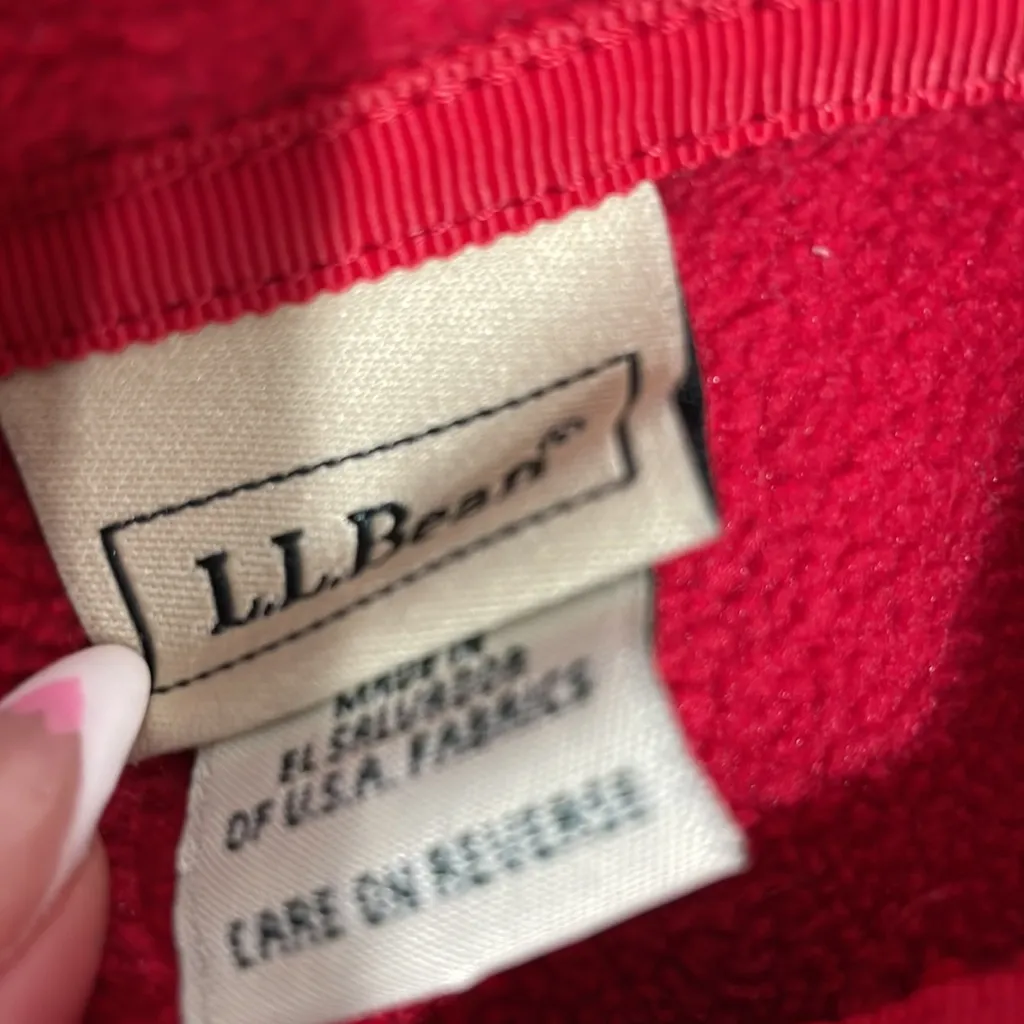 L.L.Bean®
MADE IN
EL SALVADOR
OF U.S.A. FABRICS
CARE ON REVERSE